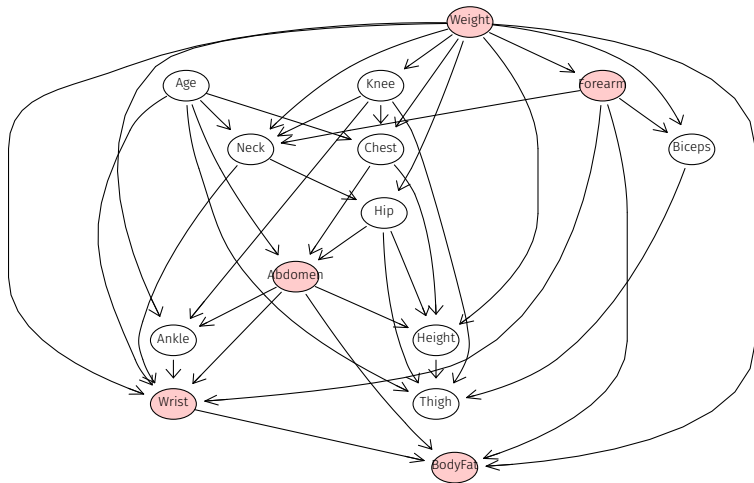 Weight
Age
Knee
Forearm
Neck
Chest
Biceps
Hip
Abdomen
Ankle
Height
Wrist
Thigh
BodyFat